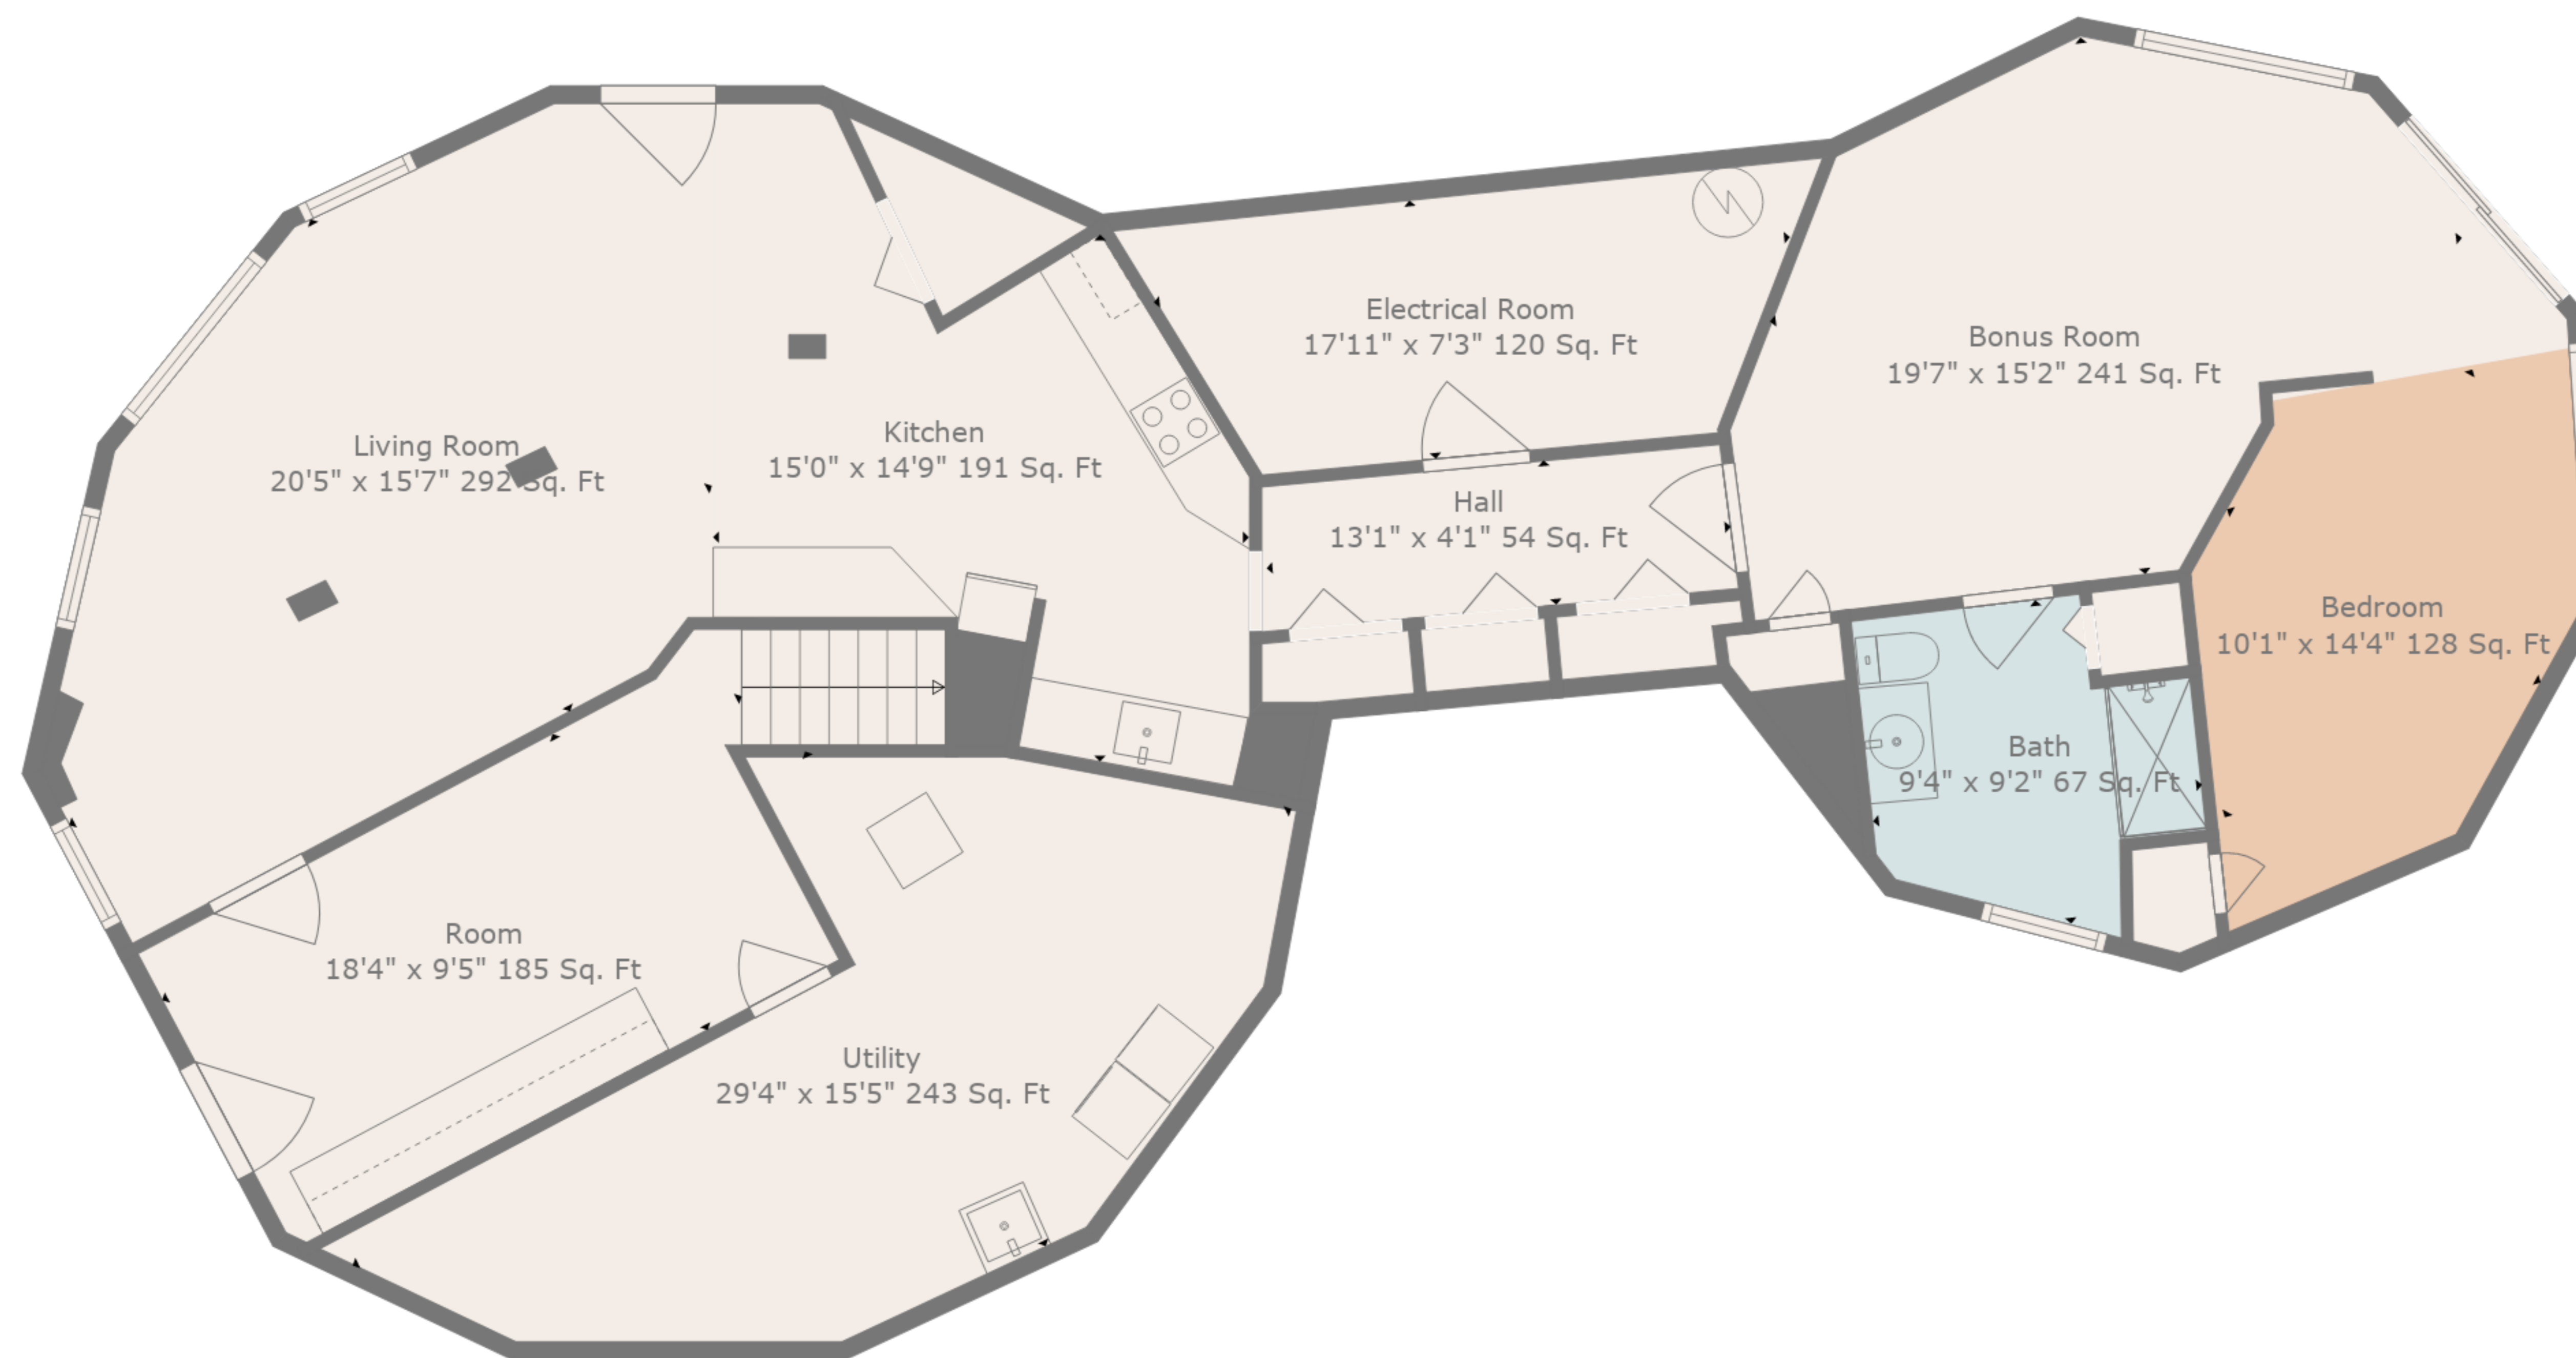 Living Room
20'5" x 15'7" 292 Sq. Ft
Kitchen
15'0" x 14'9" 191 Sq. Ft
Electrical Room
17'11" x 7'3" 120 Sq. Ft
Hall
13'1" x 4'1" 54 Sq. Ft
Bonus Room
19'7" x 15'2" 241 Sq. Ft
Bedroom
10'1" x 14'4" 128 Sq. Ft
Bath
9'4" x 9'2" 67 Sq. Ft
Room
18'4" x 9'5" 185 Sq. Ft
Utility
29'4" x 15'5" 243 Sq. Ft